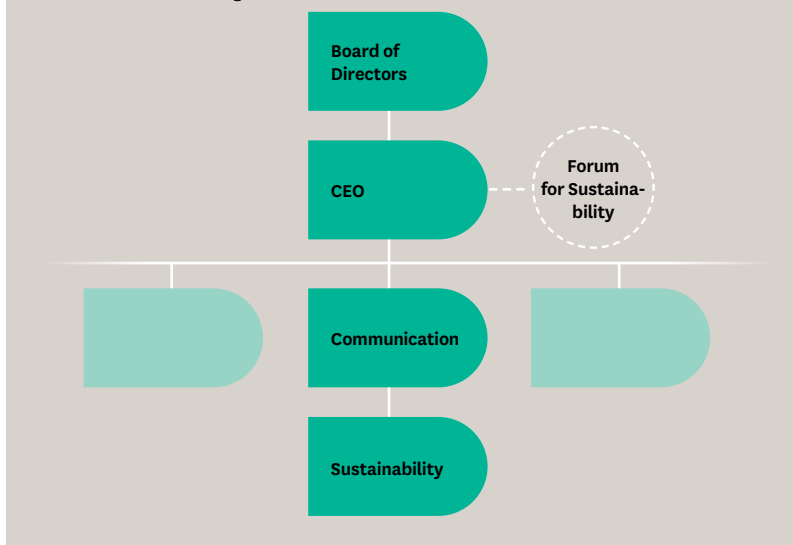 Board of
Directors
CEO
Forum
for Sustaina-
bility
Communication
Sustainability